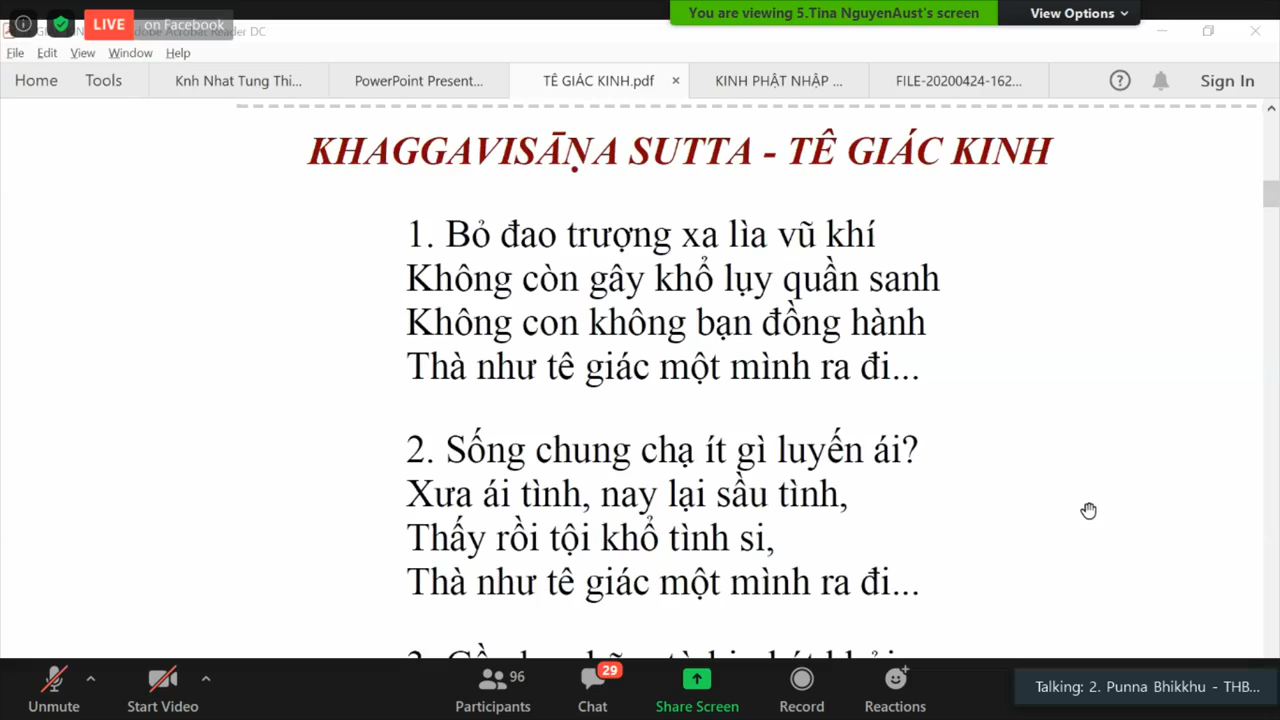 LIVE on Facebook
You are viewing 5.Tina NguyenAust's screen
View Options
Adobe Acrobat Reader DC
File Edit View Window Help
Home Tools Knh Nhat Tung Thi... PowerPoint Present... TÊ GIÁC KINH.pdf × KINH PHẬT NHẬP ... FILE-20200424-162... Sign In
KHAGGAVISĀṆA SUTTA - TÊ GIÁC KINH
1. Bỏ đao trượng xa lìa vũ khí
Không còn gây khổ lụy quần sanh
Không con không bạn đồng hành
Thà như tê giác một mình ra đi...
2. Sống chung chạ ít gì luyến ái?
Xưa ái tình, nay lại sầu tình,
Thấy rồi tội khổ tình si,
Thà như tê giác một mình ra đi...
96
29
Talking: 2. Punna Bhikkhu - THB...
Unmute Start Video Participants Chat Share Screen Record Reactions